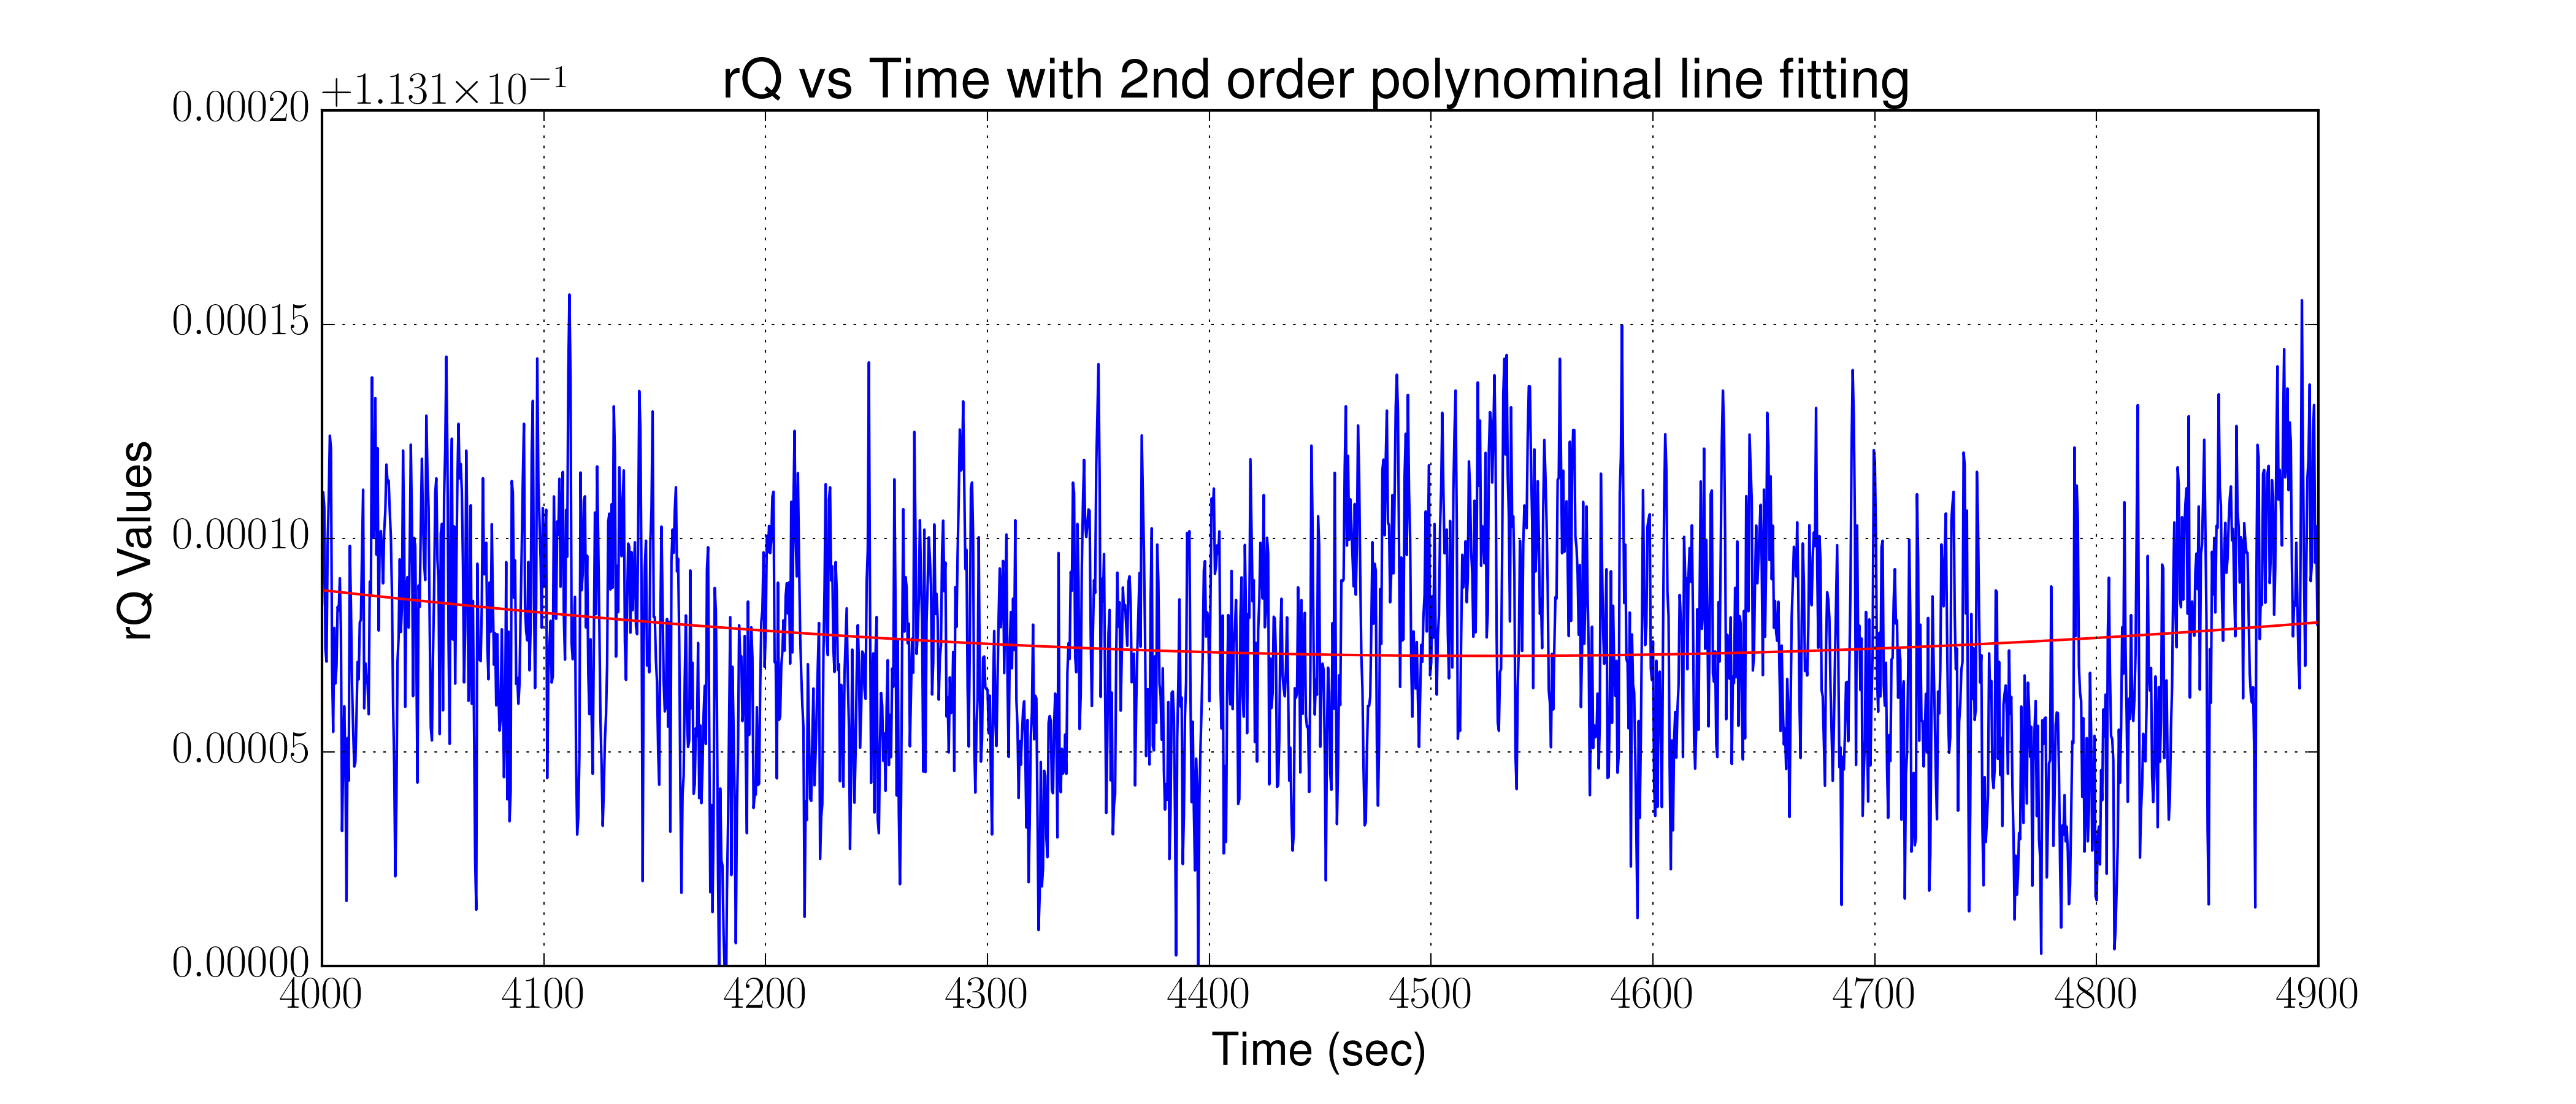 rQ vs Time with 2nd order polynominal line fitting
+1.131×10⁻¹
0.00020
0.00015
0.00010
0.00005
0.00000
rQ Values
4000 4100 4200 4300 4400 4500 4600 4700 4800 4900
Time (sec)